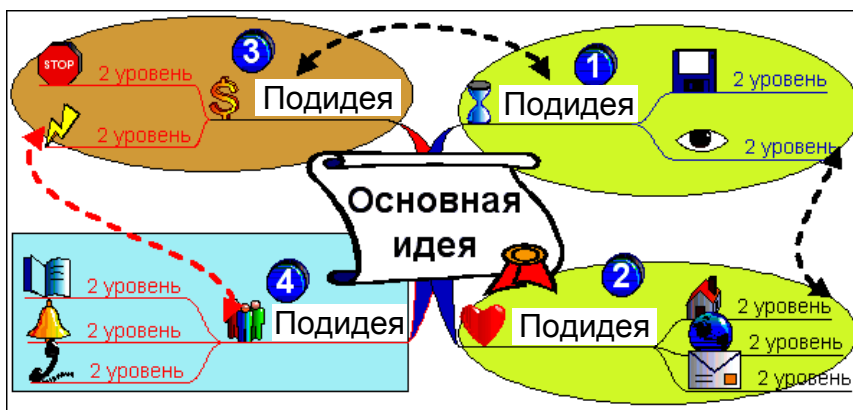 3
STOP
2 уровень
Подидея
2 уровень
1
Подидея
2 уровень
2 уровень
Основная
идея
4
2 уровень
Подидея
2 уровень
2 уровень
2
Подидея
2 уровень
2 уровень
2 уровень